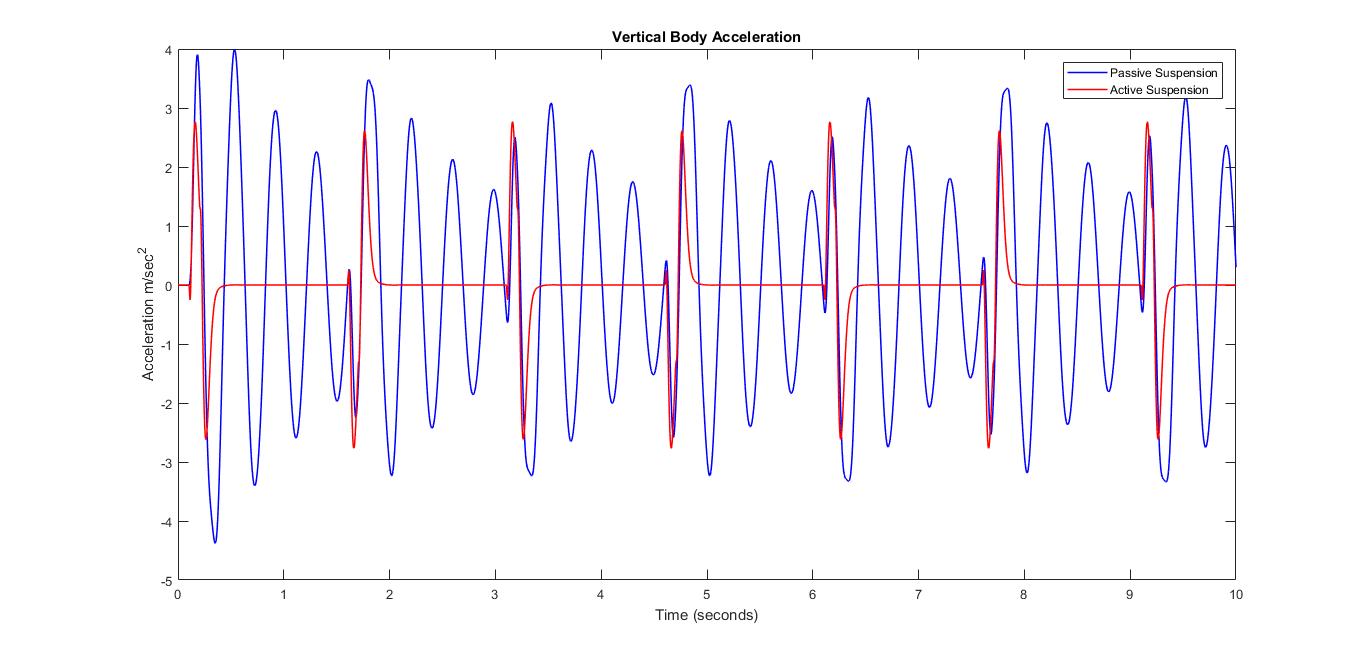 Vertical Body Acceleration
Passive Suspension
Active Suspension
4
3
2
1
0
-1
-2
-3
-4
-5
Acceleration m/sec²
0 1 2 3 4 5 6 7 8 9 10
Time (seconds)